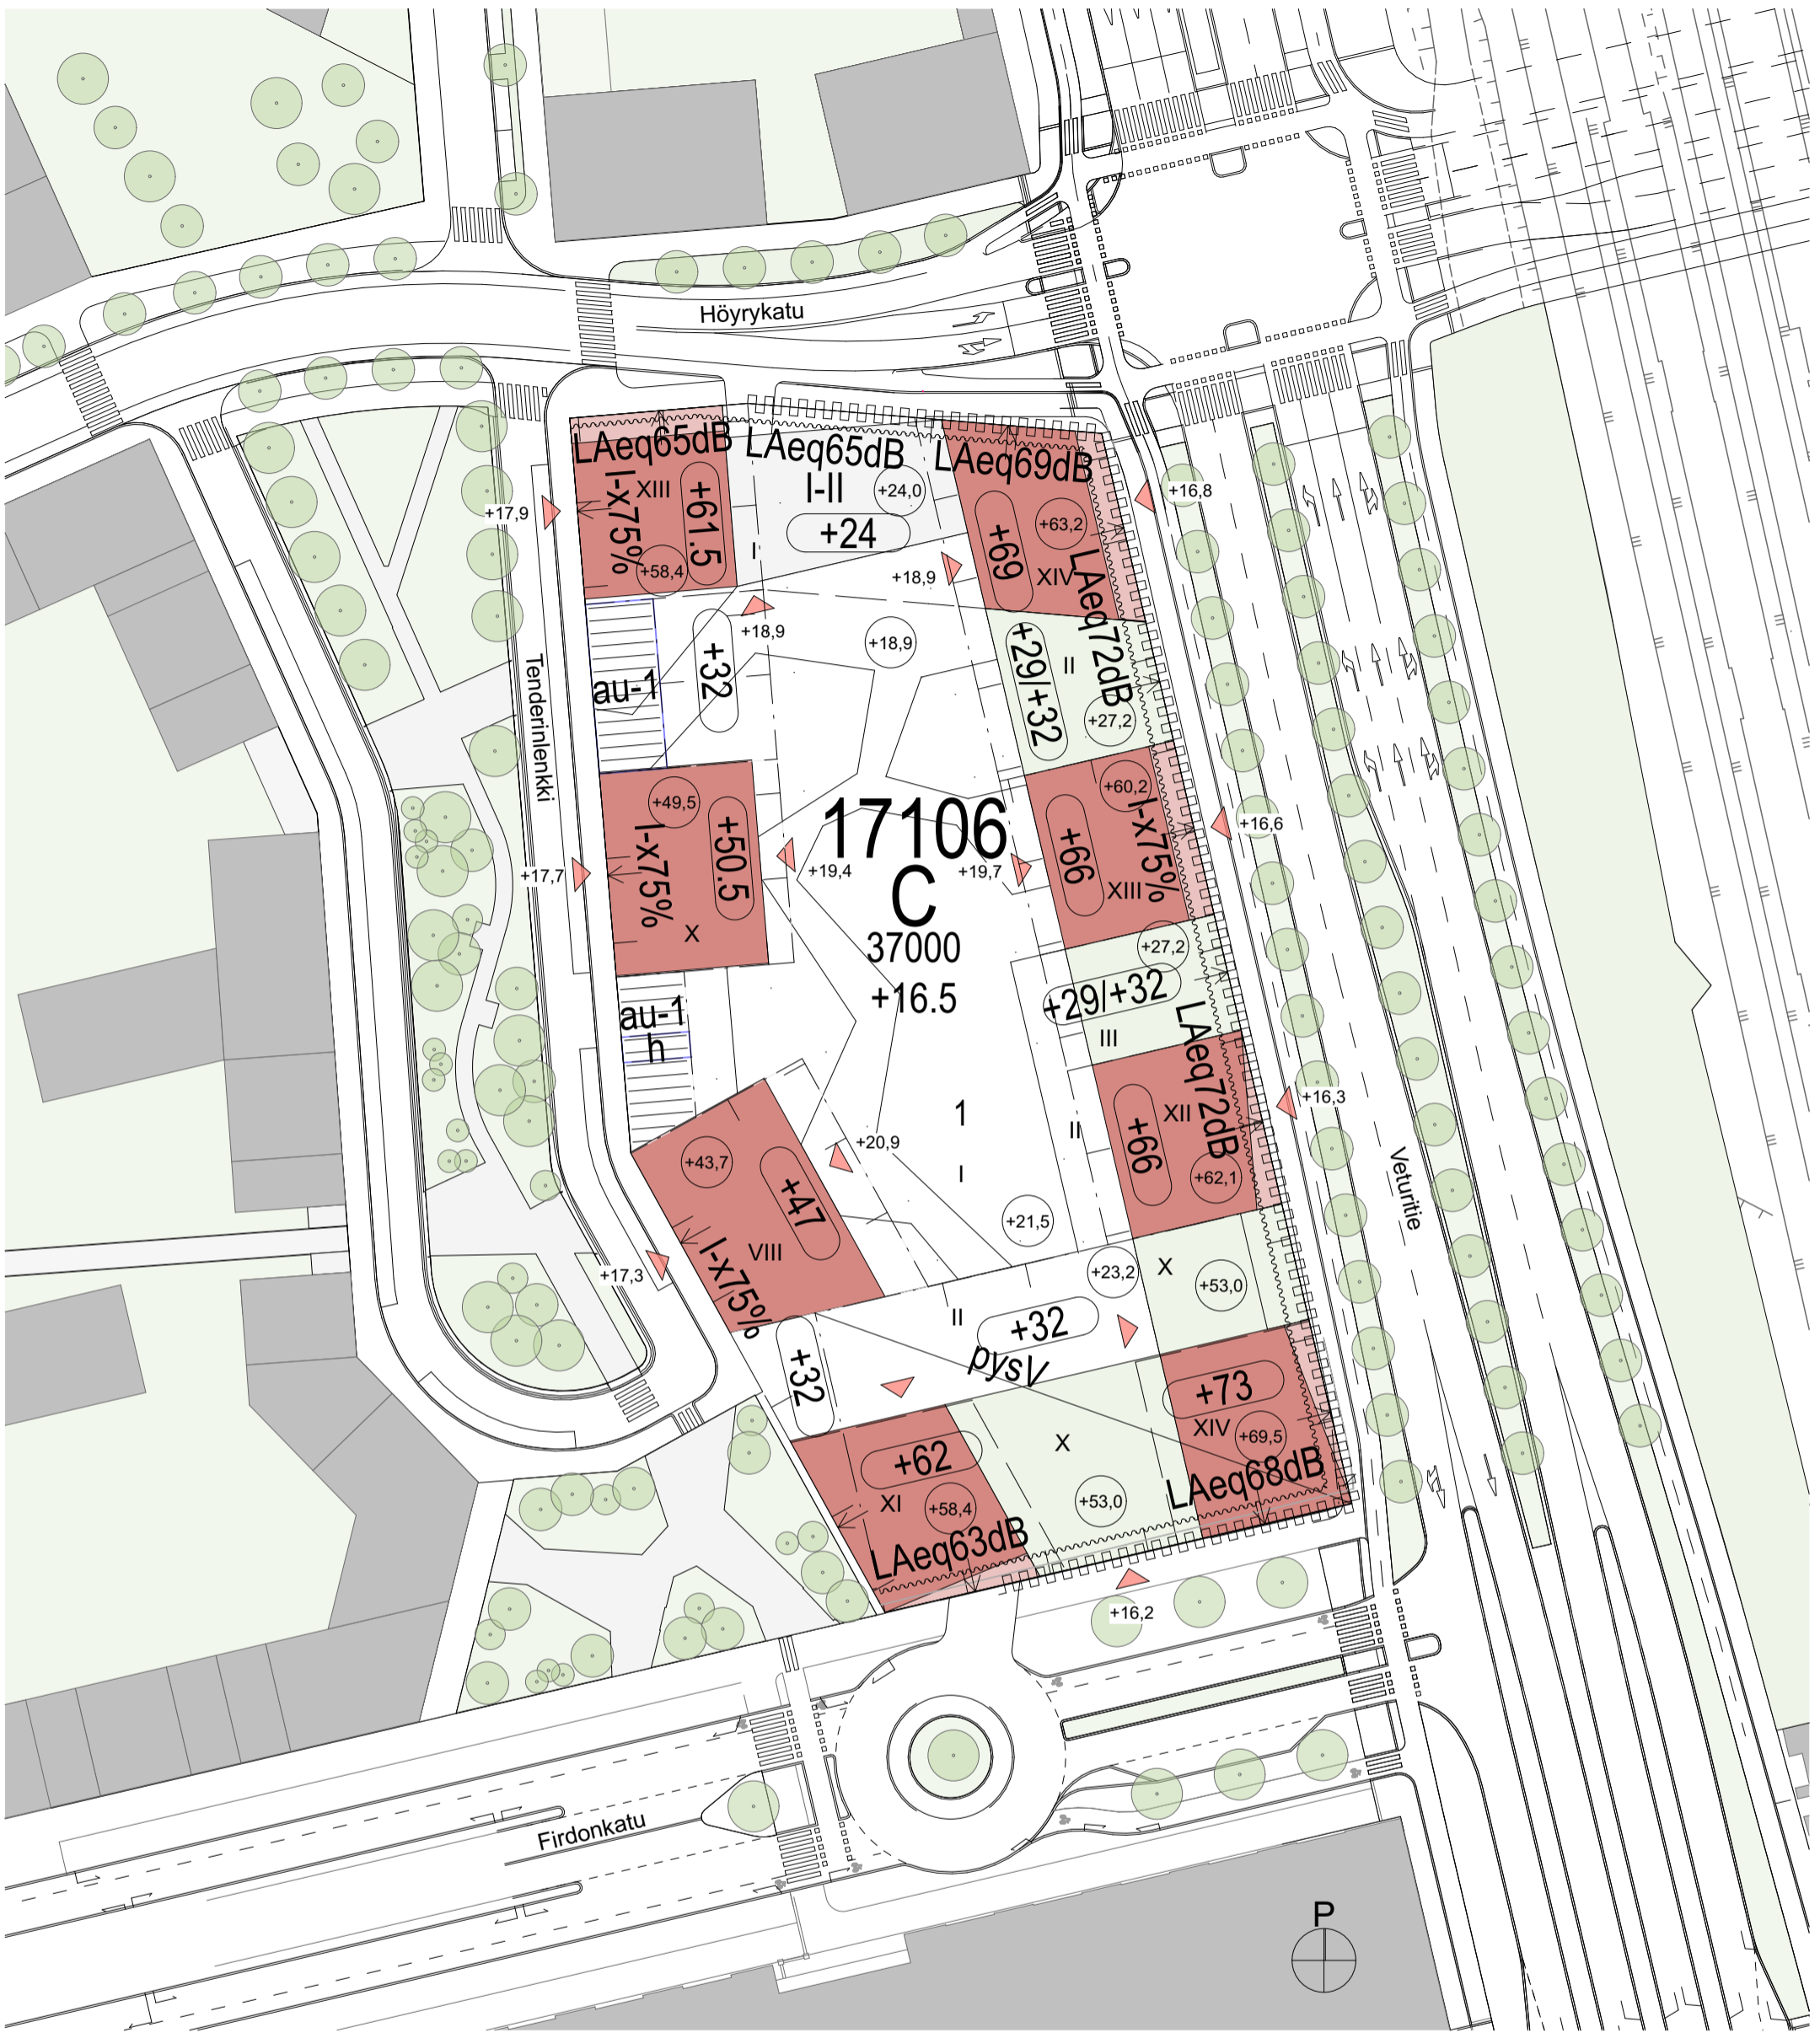 Höyrykatu
LAeq65dB
LAeq65dB
LAeq69dB
I-x75%
XIII
+61.5
+58,4
I-II
+24,0
+24
I
+69
+63,2
XIV
+16,8
+17,9
+18,9
LAeq72dB
+18,9
+18,9
+32
au-1
Tenderinlenkki
+29/+32
II
+27,2
+49,5
+50.5
I-x75%
X
+17,7
+19,4
17106
C
37000
+16.5
+19,7
+60,2
I-x75%
+66
XIII
+16,6
+27,2
+29/+32
III
au-1
h
LAeq72dB
+66
XII
+62,1
+16,3
1
I
II
+20,9
+43,7
+47
VIII
I-x75%
+17,3
+21,5
Veturitie
+23,2
X
+53,0
II
+32
pysV
+32
+73
XIV
+69,5
LAeq68dB
+62
XI
+58,4
LAeq63dB
X
+53,0
+16,2
Firdonkatu
P